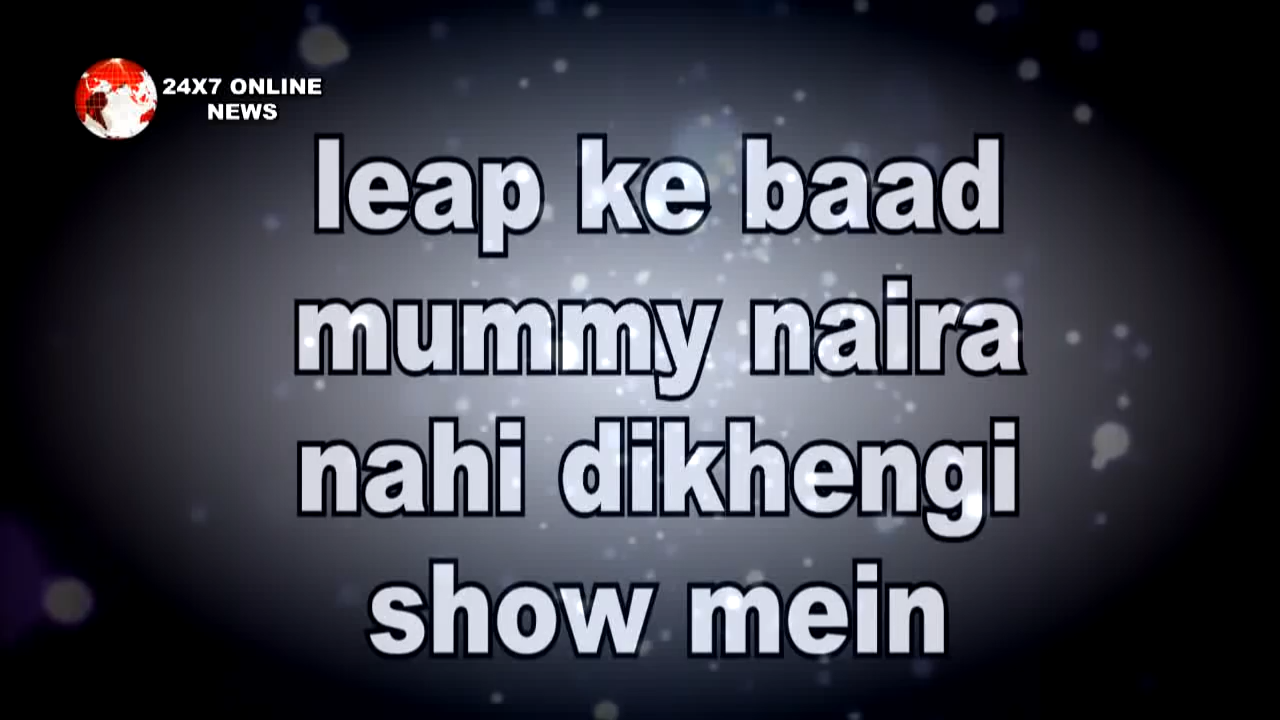 24X7 ONLINE
NEWS
leap ke baad
mummy naira
nahi dikhengi
show mein